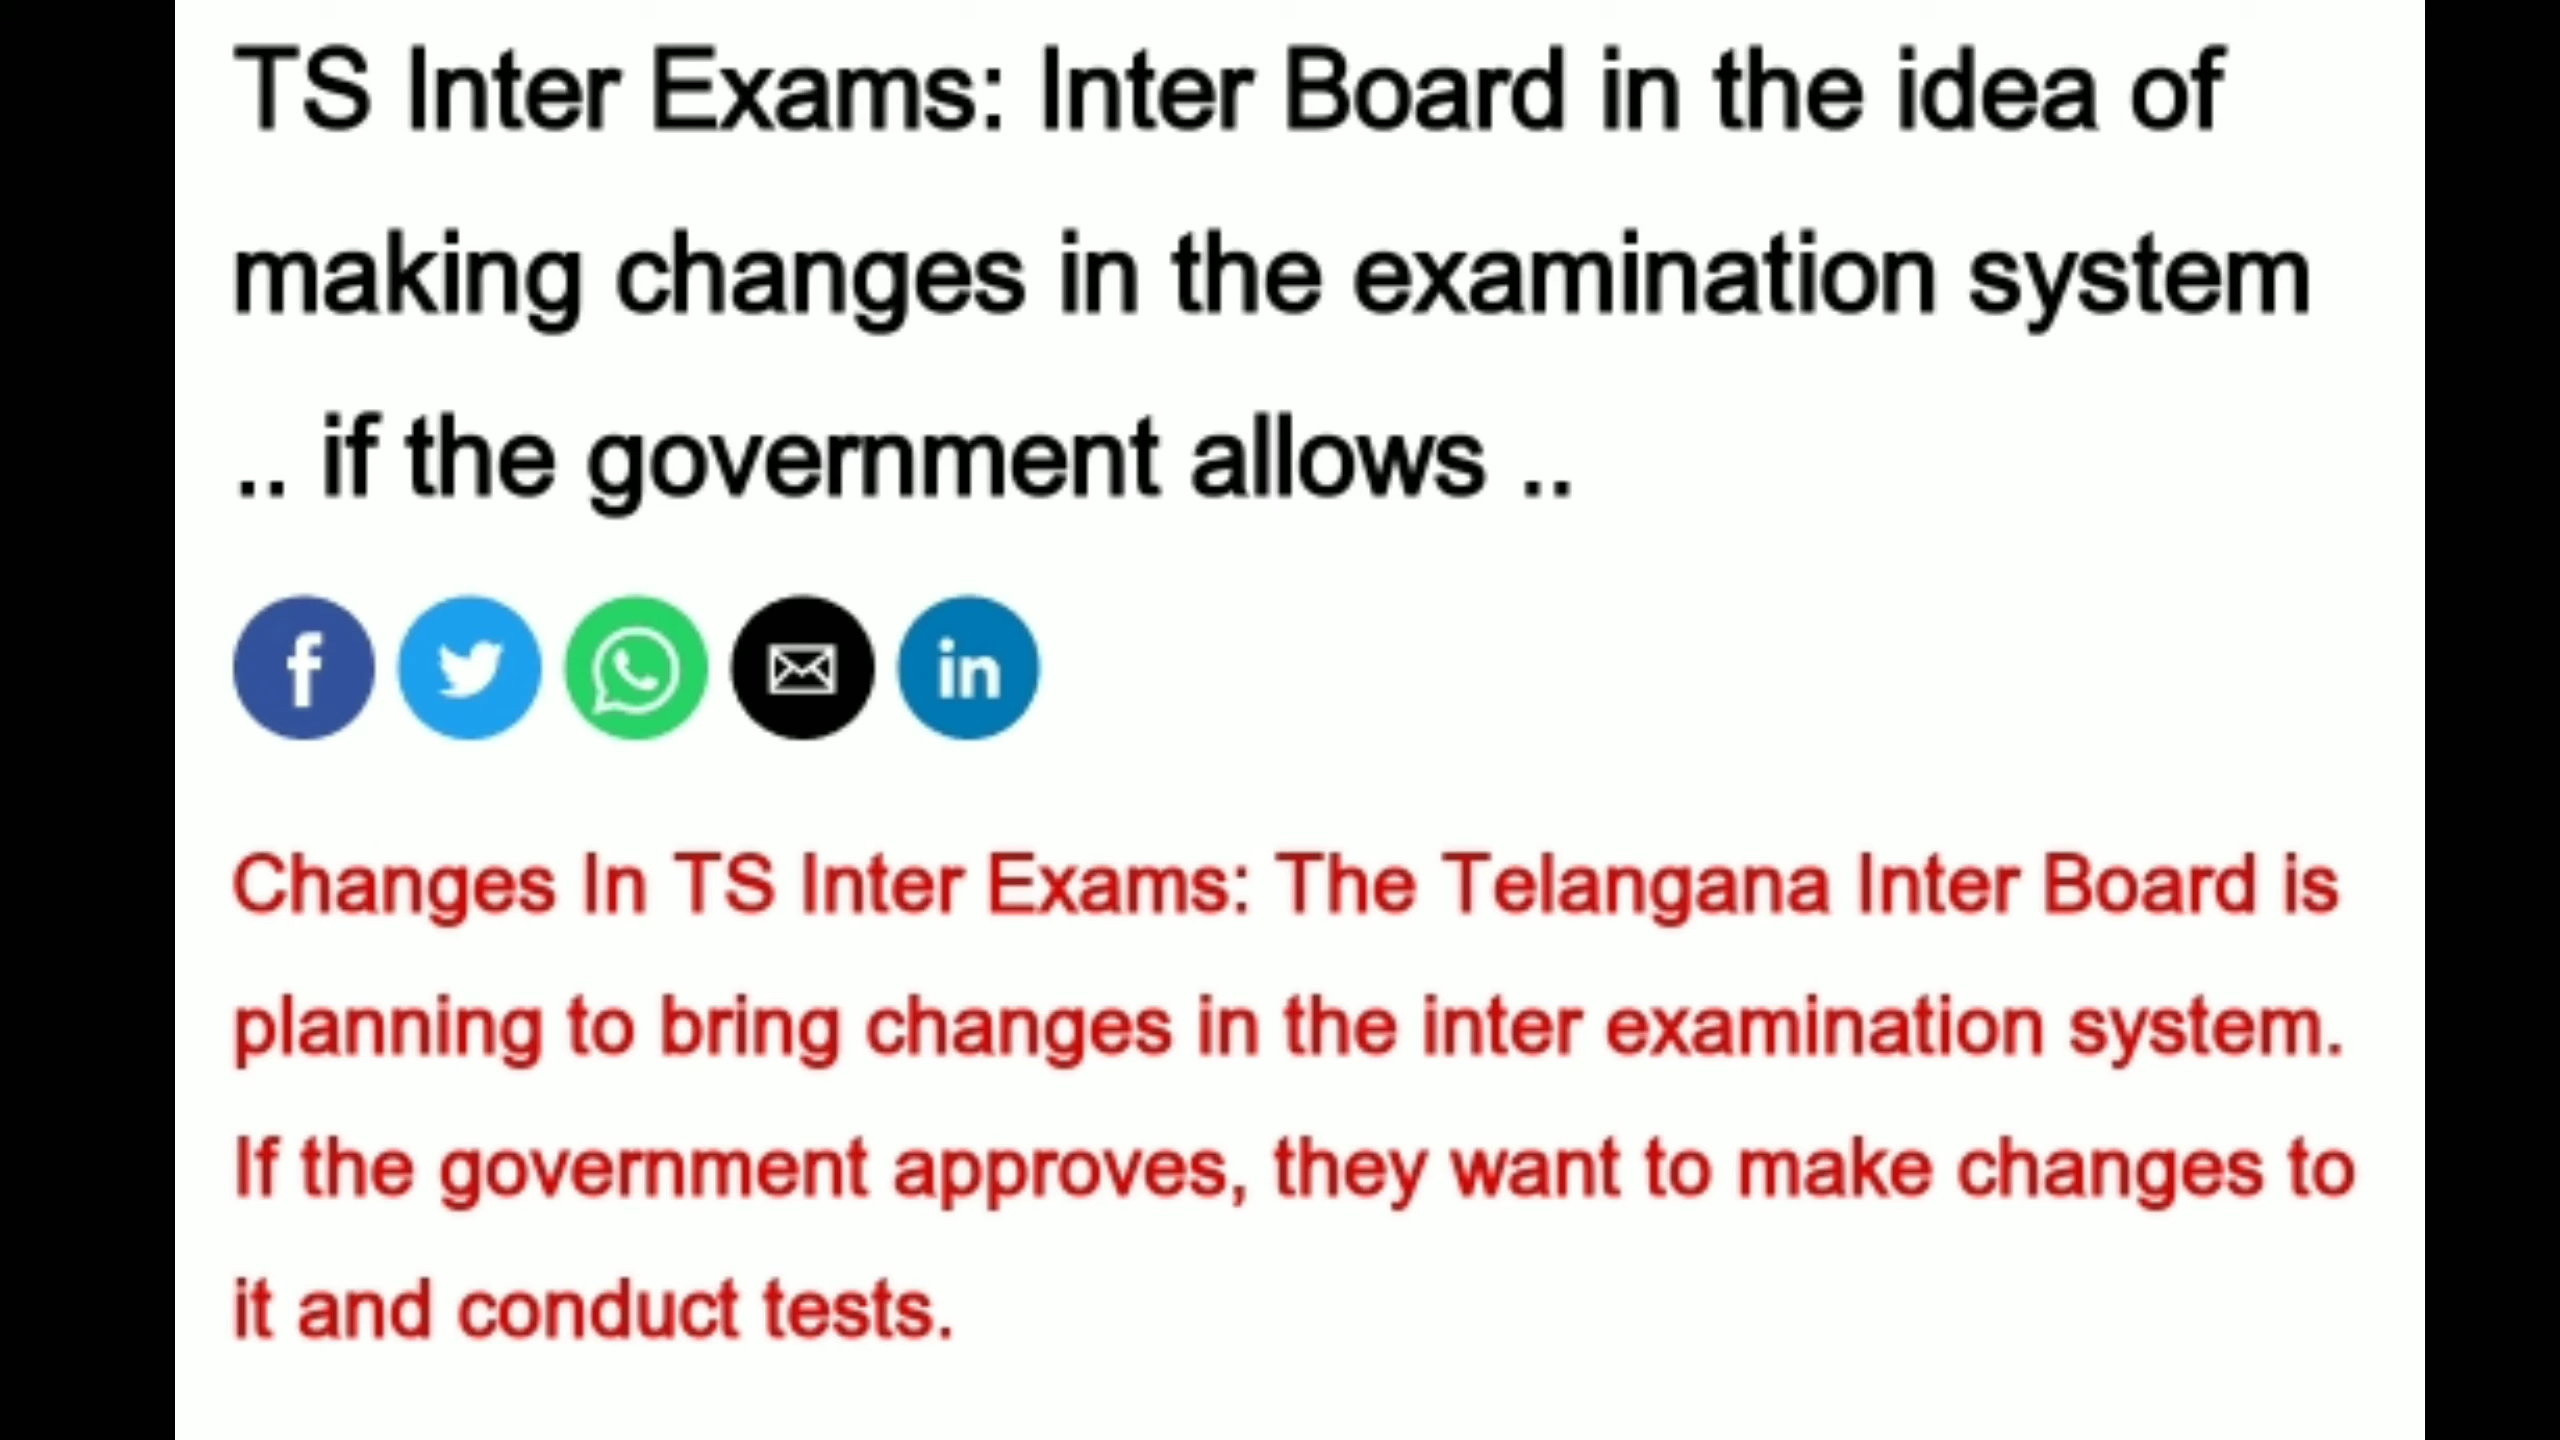 TS Inter Exams: Inter Board in the idea of
making changes in the examination system
.. if the government allows ..
f
in
Changes In TS Inter Exams: The Telangana Inter Board is
planning to bring changes in the inter examination system.
If the government approves, they want to make changes to
it and conduct tests.